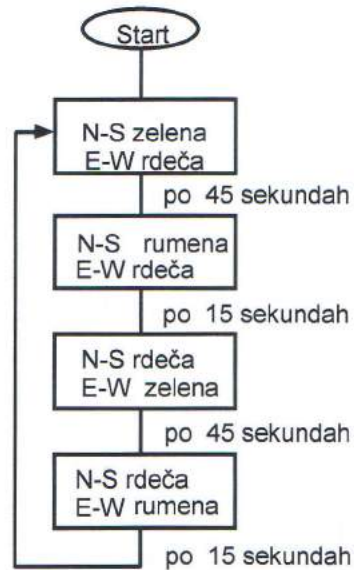 Start
N-S zelena
E-W rdeča
po 45 sekundah
N-S rumena
E-W rdeča
po 15 sekundah
N-S rdeča
E-W zelena
po 45 sekundah
N-S rdeča
E-W rumena
po 15 sekundah